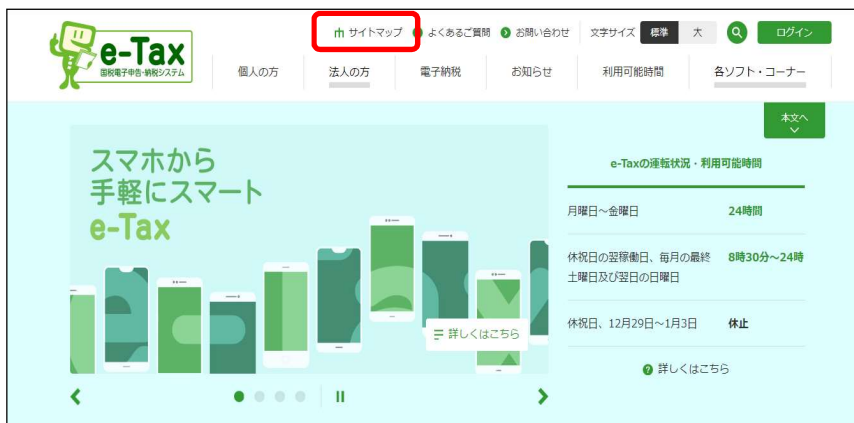 サイトマップ よくあるご質問 お問い合わせ 文字サイズ 標準 大 ログイン
e-Tax
国税電子申告・納税システム
個人の方 法人の方 電子納税 お知らせ 利用可能時間 各ソフト・コーナー
本文へ
スマホから
手軽にスマート
e-Tax
詳しくはこちら
e-Taxの運転状況・利用可能時間
月曜日~金曜日 24時間
休祝日の翌稼働日、毎月の最終 8時30分~24時
土曜日及び翌日の日曜日
休祝日、12月29日~1月3日 休止
詳しくはこちら